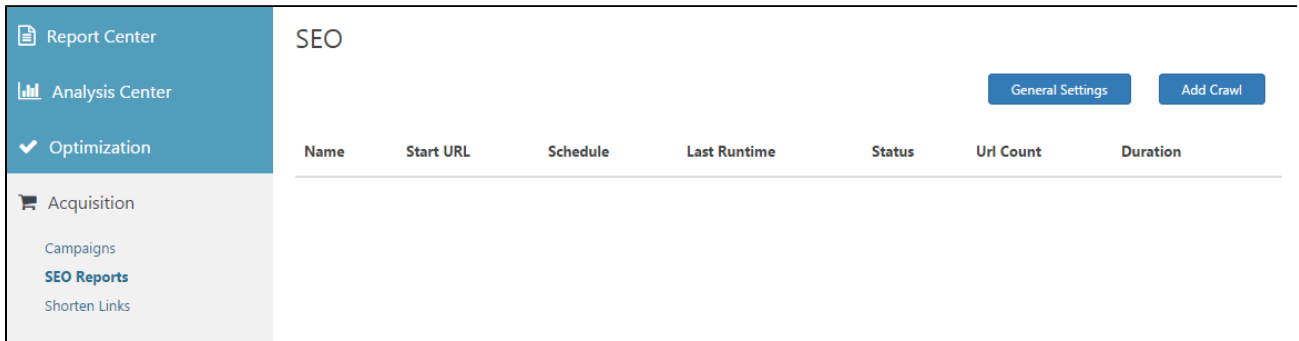 Report Center
Analysis Center
Optimization
Acquisition
Campaigns
SEO Reports
Shorten Links
SEO
General Settings Add Crawl
Name Start URL Schedule Last Runtime Status Url Count Duration